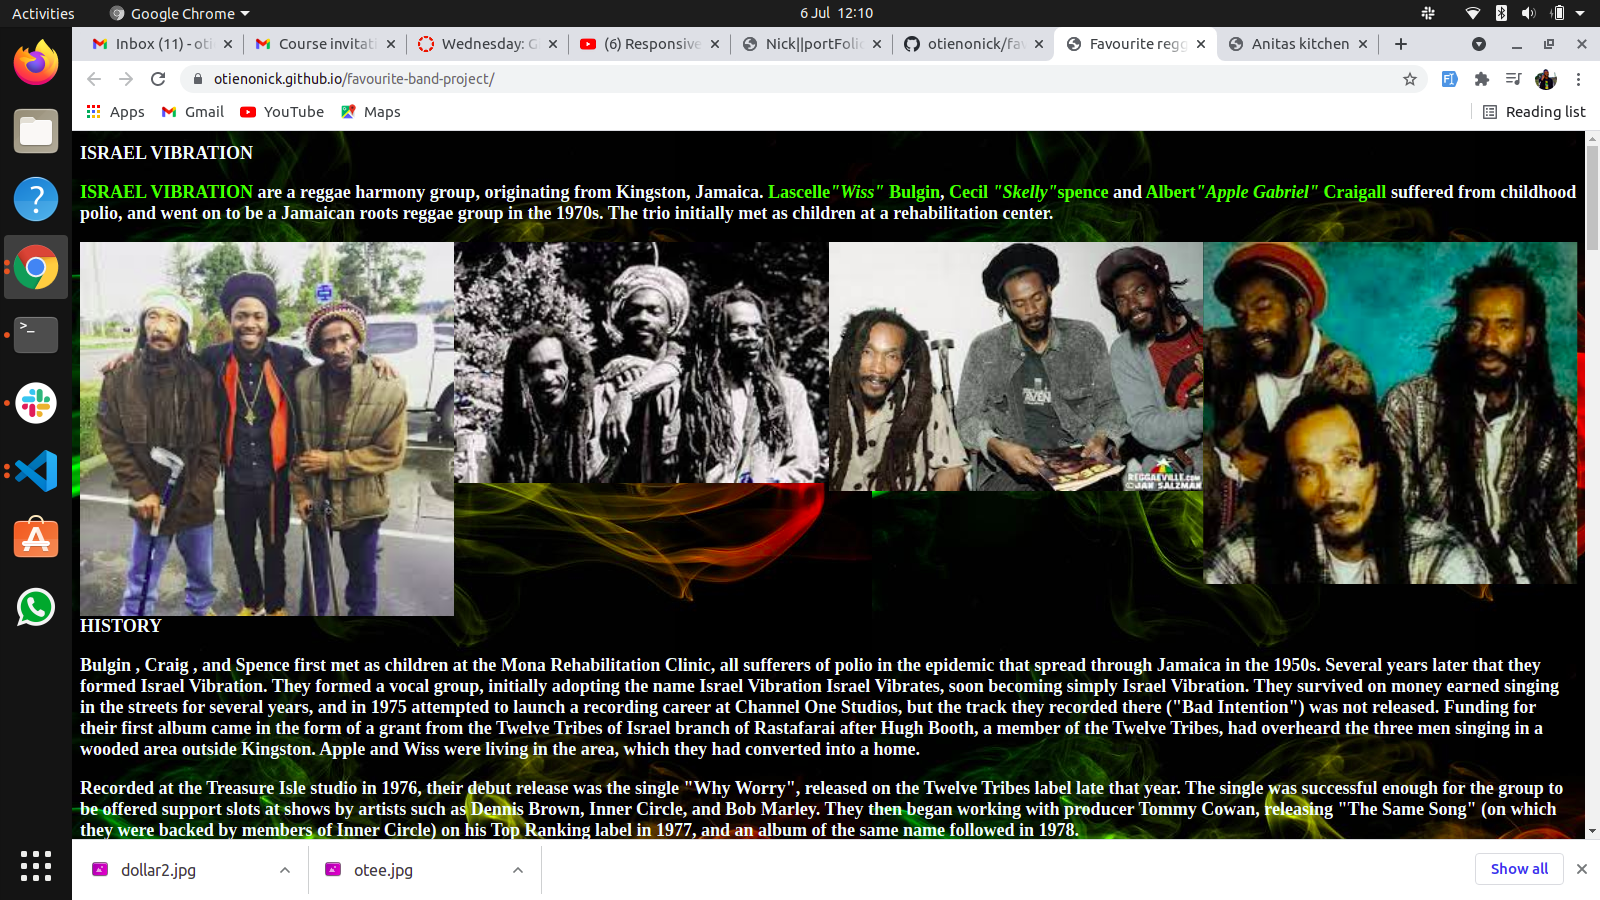 Activities
Google Chrome
6 Jul 12:10
Inbox (11) - oti
Course invitati
Wednesday: G
(6) Responsive
Nick||portFoli
otienonick/fav
Favourite regg
Anitas kitchen
otienonick.github.io/favourite-band-project/
Apps
Gmail
YouTube
Maps
Reading list
ISRAEL VIBRATION
ISRAEL VIBRATION are a reggae harmony group, originating from Kingston, Jamaica. Lascelle"Wiss" Bulgin, Cecil "Skelly"spence and Albert"Apple Gabriel" Craigall suffered from childhood
polio, and went on to be a Jamaican roots reggae group in the 1970s. The trio initially met as children at a rehabilitation center.
REGGAEVILLE.com
©JAN SALZMAN
HISTORY
Bulgin , Craig , and Spence first met as children at the Mona Rehabilitation Clinic, all sufferers of polio in the epidemic that spread through Jamaica in the 1950s. Several years later that they
formed Israel Vibration. They formed a vocal group, initially adopting the name Israel Vibration Israel Vibrates, soon becoming simply Israel Vibration. They survived on money earned singing
in the streets for several years, and in 1975 attempted to launch a recording career at Channel One Studios, but the track they recorded there ("Bad Intention") was not released. Funding for
their first album came in the form of a grant from the Twelve Tribes of Israel branch of Rastafarai after Hugh Booth, a member of the Twelve Tribes, had overheard the three men singing in a
wooded area outside Kingston. Apple and Wiss were living in the area, which they had converted into a home.
Recorded at the Treasure Isle studio in 1976, their debut release was the single "Why Worry", released on the Twelve Tribes label late that year. The single was successful enough for the group to
be offered support slots at shows by artists such as Dennis Brown, Inner Circle, and Bob Marley. They then began working with producer Tommy Cowan, releasing "The Same Song" (on which
they were backed by members of Inner Circle) on his Top Ranking label in 1977, and an album of the same name followed in 1978.
dollar2.jpg
otee.jpg
Show all